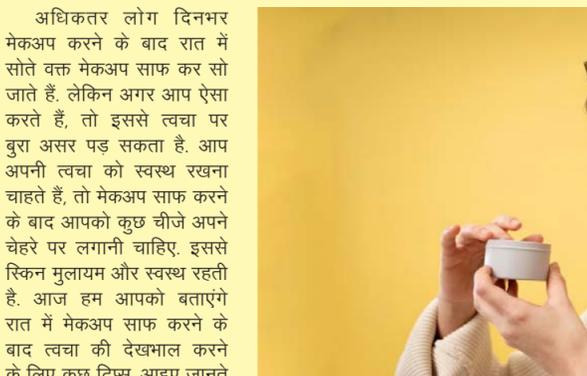 अधिकतर लोग दिनभर
मेकअप करने के बाद रात में
सोते वक्त मेकअप साफ कर सो
जाते हैं. लेकिन अगर आप ऐसा
करते हैं, तो इससे त्वचा पर
बुरा असर पड़ सकता है. आप
अपनी त्वचा को स्वस्थ रखना
चाहते हैं, तो मेकअप साफ करने
के बाद आपको कुछ चीजे अपने
चेहरे पर लगानी चाहिए. इससे
स्किन मुलायम और स्वस्थ रहती
है. आज हम आपको बताएंगे
रात में मेकअप साफ करने के
बाद त्वचा की देखभाल करने
के लिए कुछ टिप्स. आइए जानते